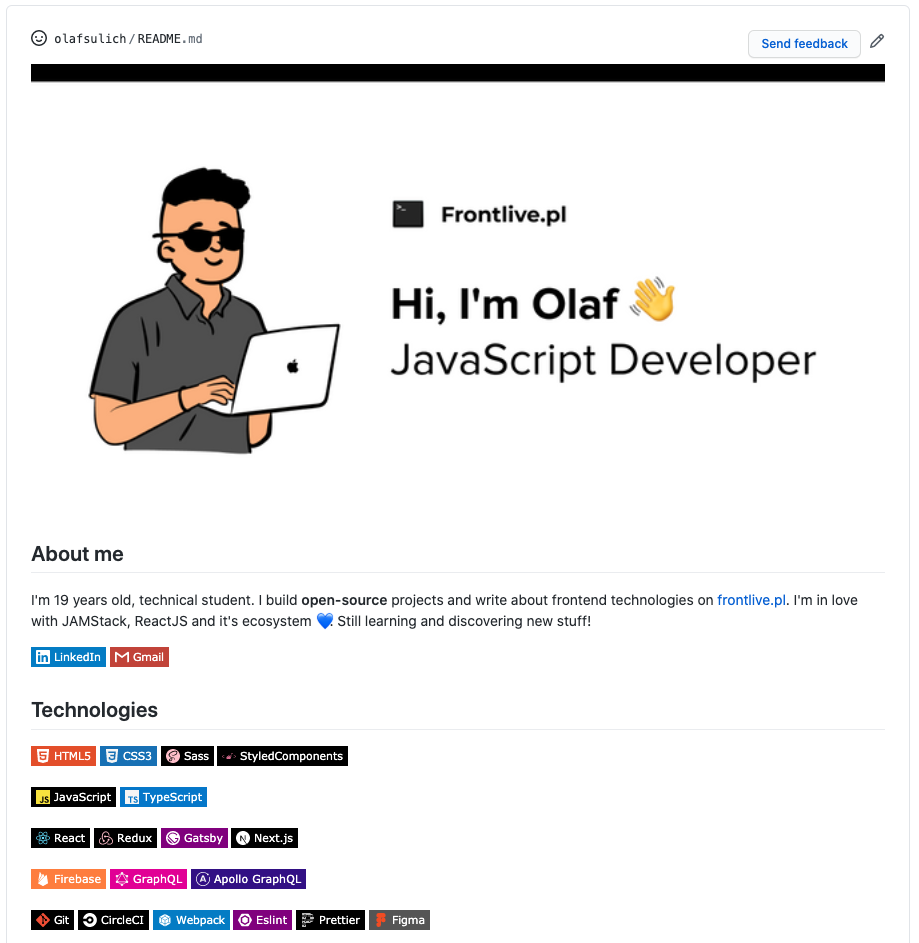 olafsulich/README.md
Send feedback
Frontlive.pl
Hi, I'm Olaf 👋
JavaScript Developer
About me
I'm 19 years old, technical student. I build open-source projects and write about frontend technologies on frontlive.pl. I'm in love
with JAMStack, ReactJS and it's ecosystem 💙. Still learning and discovering new stuff!
LinkedIn Gmail
Technologies
HTML5 CSS3 Sass StyledComponents
JavaScript TypeScript
React Redux Gatsby Next.js
Firebase GraphQL Apollo GraphQL
Git CircleCI Webpack Eslint Prettier Figma